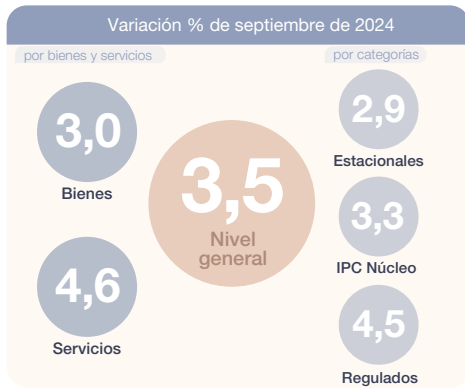 Variación % de septiembre de 2024
por bienes y servicios
por categorías
3,0
Bienes
4,6
Servicios
3,5
Nivel
general
2,9
Estacionales
3,3
IPC Núcleo
4,5
Regulados